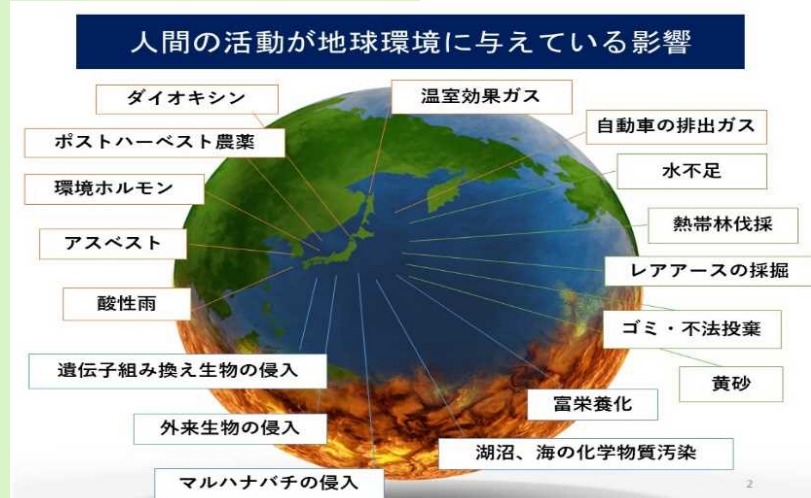 人間の活動が地球環境に与えている影響
ダイオキシン
温室効果ガス
ポストハーベスト農薬
自動車の排出ガス
環境ホルモン
水不足
アスベスト
熱帯林伐採
レアアースの採掘
酸性雨
ゴミ・不法投棄
遺伝子組み換え生物の侵入
黄砂
富栄養化
外来生物の侵入
湖沼、海の化学物質汚染
マルハナバチの侵入
2